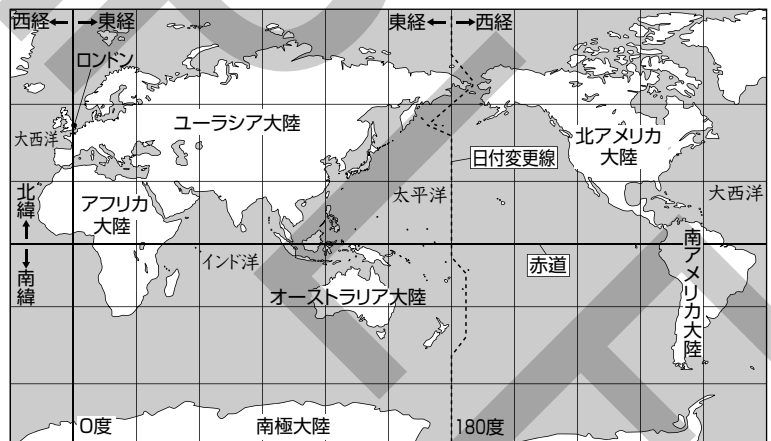 西経←→東経
東経←→西経
ロンドン
ユーラシア大陸
大西洋
北アメリカ
大陸
日付変更線
太平洋
大西洋
アフリカ
大陸
北緯
南緯
インド洋
赤道
南アメリカ大陸
オーストラリア大陸
0度
南極大陸
180度